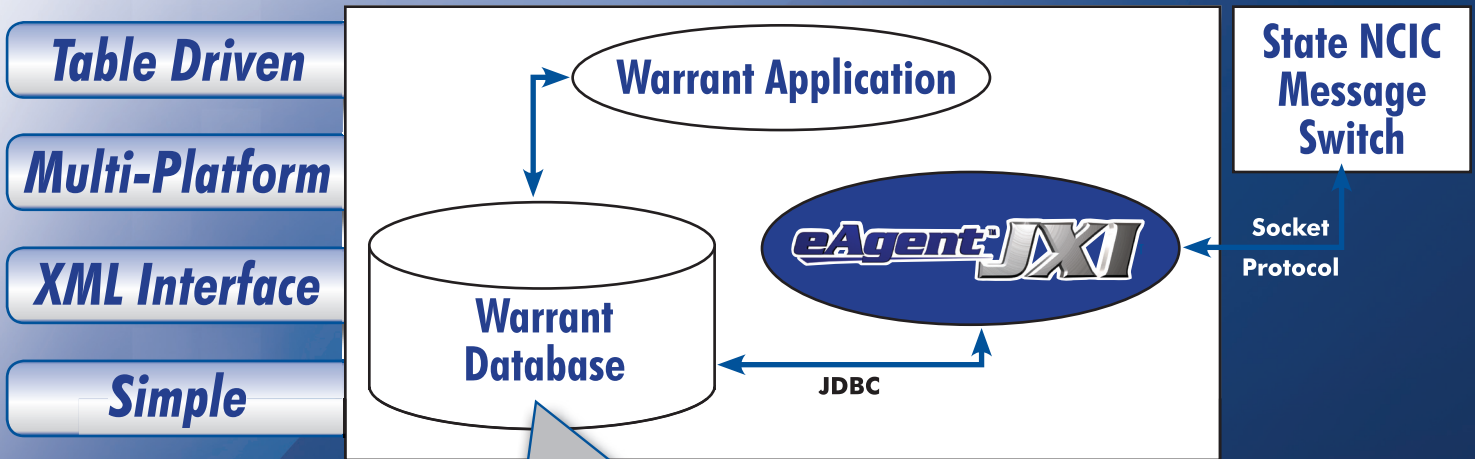 Table Driven
Multi-Platform
XML Interface
Simple
Warrant Application
Warrant
Database
eAgent™ JXI
JDBC
Socket
Protocol
State NCIC
Message
Switch